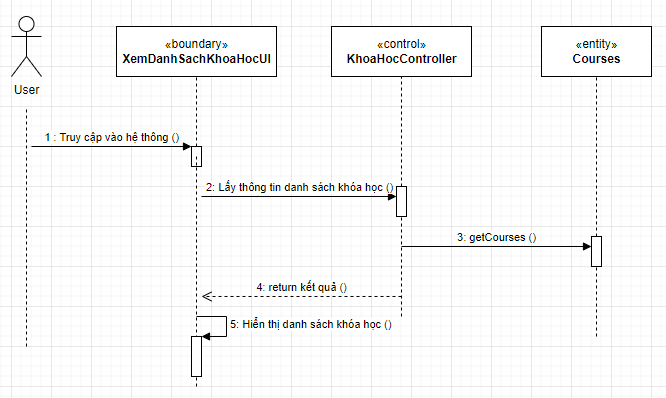 «boundary»
XemDanhSachKhoaHocUI
«control»
KhoaHocController
«entity»
Courses
User
1 : Truy cập vào hệ thông ()
2: Lấy thông tin danh sách khóa học ()
3: getCourses ()
4: return kết quả ()
5: Hiển thị danh sách khóa học ()